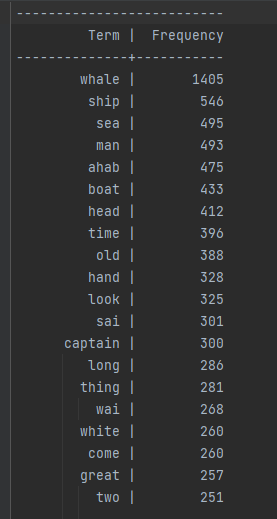 --------------------------
Term |  Frequency
--------------+-----------
whale |       1405
ship |        546
sea |        495
man |        493
ahab |        475
boat |        433
head |        412
time |        396
old |        388
hand |        328
look |        325
sai |        301
captain |        300
long |        286
thing |        281
wai |        268
white |        260
come |        260
great |        257
two |        251